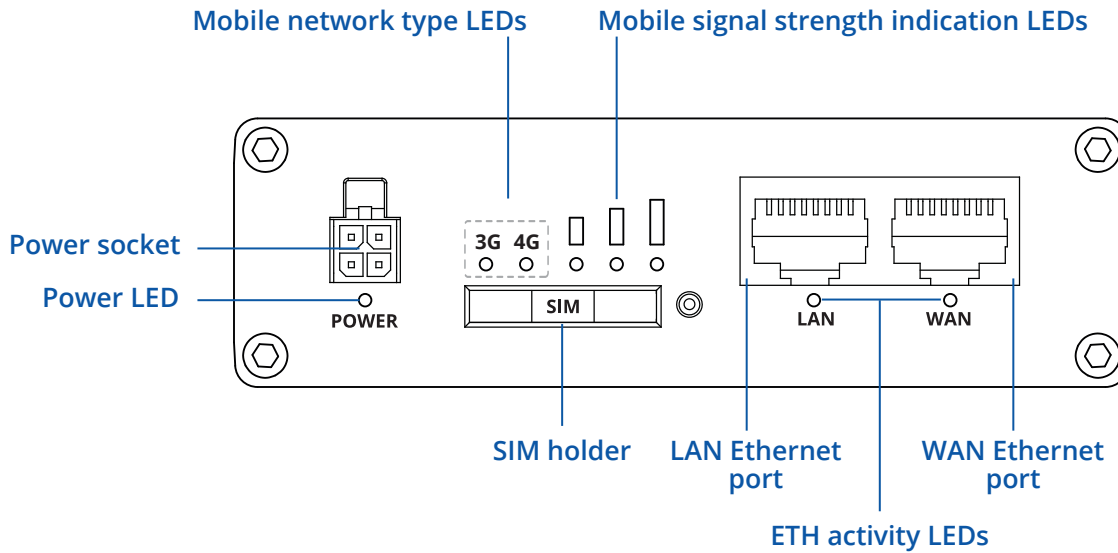 Mobile network type LEDs
Mobile signal strength indication LEDs
3G 4G
Power socket
Power LED
POWER
SIM
LAN
WAN
SIM holder
LAN Ethernet
port
WAN Ethernet
port
ETH activity LEDs